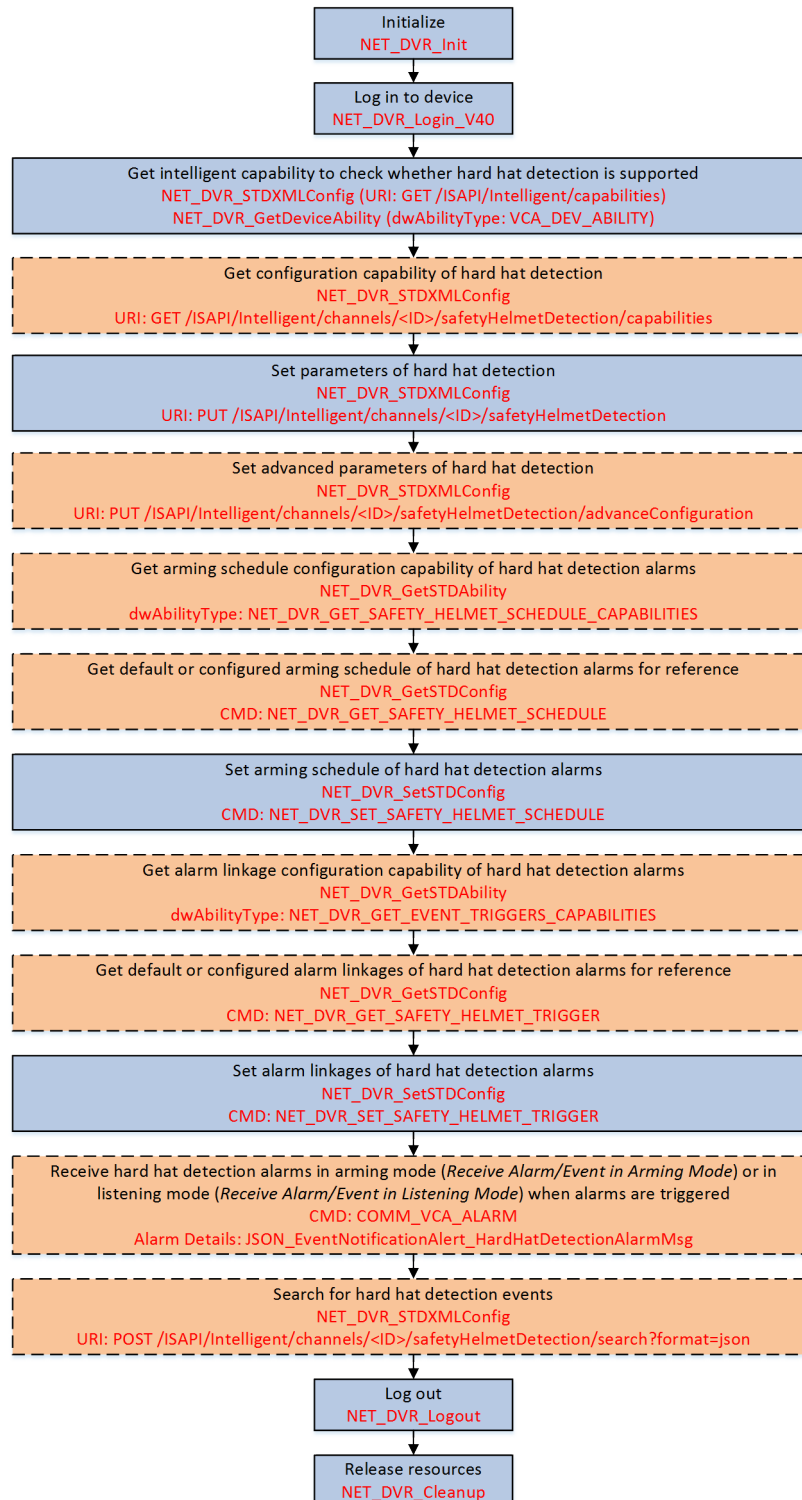 Initialize
NET_DVR_Init
Log in to device
NET_DVR_Login_V40
Get intelligent capability to check whether hard hat detection is supported
NET_DVR_STDXMLConfig (URI: GET /ISAPI/Intelligent/capabilities)
NET_DVR_GetDeviceAbility (dwAbilityType: VCA_DEV_ABILITY)
Get configuration capability of hard hat detection
NET_DVR_STDXMLConfig
URI: GET /ISAPI/Intelligent/channels/<ID>/safetyHelmetDetection/capabilities
Set parameters of hard hat detection
NET_DVR_STDXMLConfig
URI: PUT /ISAPI/Intelligent/channels/<ID>/safetyHelmetDetection
Set advanced parameters of hard hat detection
NET_DVR_STDXMLConfig
URI: PUT /ISAPI/Intelligent/channels/<ID>/safetyHelmetDetection/advanceConfiguration
Get arming schedule configuration capability of hard hat detection alarms
NET_DVR_GetSTDAbility
dwAbilityType: NET_DVR_GET_SAFETY_HELMET_SCHEDULE_CAPABILITIES
Get default or configured arming schedule of hard hat detection alarms for reference
NET_DVR_GetSTDConfig
CMD: NET_DVR_GET_SAFETY_HELMET_SCHEDULE
Set arming schedule of hard hat detection alarms
NET_DVR_SetSTDConfig
CMD: NET_DVR_SET_SAFETY_HELMET_SCHEDULE
Get alarm linkage configuration capability of hard hat detection alarms
NET_DVR_GetSTDAbility
dwAbilityType: NET_DVR_GET_EVENT_TRIGGERS_CAPABILITIES
Get default or configured alarm linkages of hard hat detection alarms for reference
NET_DVR_GetSTDConfig
CMD: NET_DVR_GET_SAFETY_HELMET_TRIGGER
Set alarm linkages of hard hat detection alarms
NET_DVR_SetSTDConfig
CMD: NET_DVR_SET_SAFETY_HELMET_TRIGGER
Receive hard hat detection alarms in arming mode (Receive Alarm/Event in Arming Mode) or in
listening mode (Receive Alarm/Event in Listening Mode) when alarms are triggered
CMD: COMM_VCA_ALARM
Alarm Details: JSON_EventNotificationAlert_HardHatDetectionAlarmMsg
Search for hard hat detection events
NET_DVR_STDXMLConfig
URI: POST /ISAPI/Intelligent/channels/<ID>/safetyHelmetDetection/search?format=json
Log out
NET_DVR_Logout
Release resources
NET_DVR_Cleanup